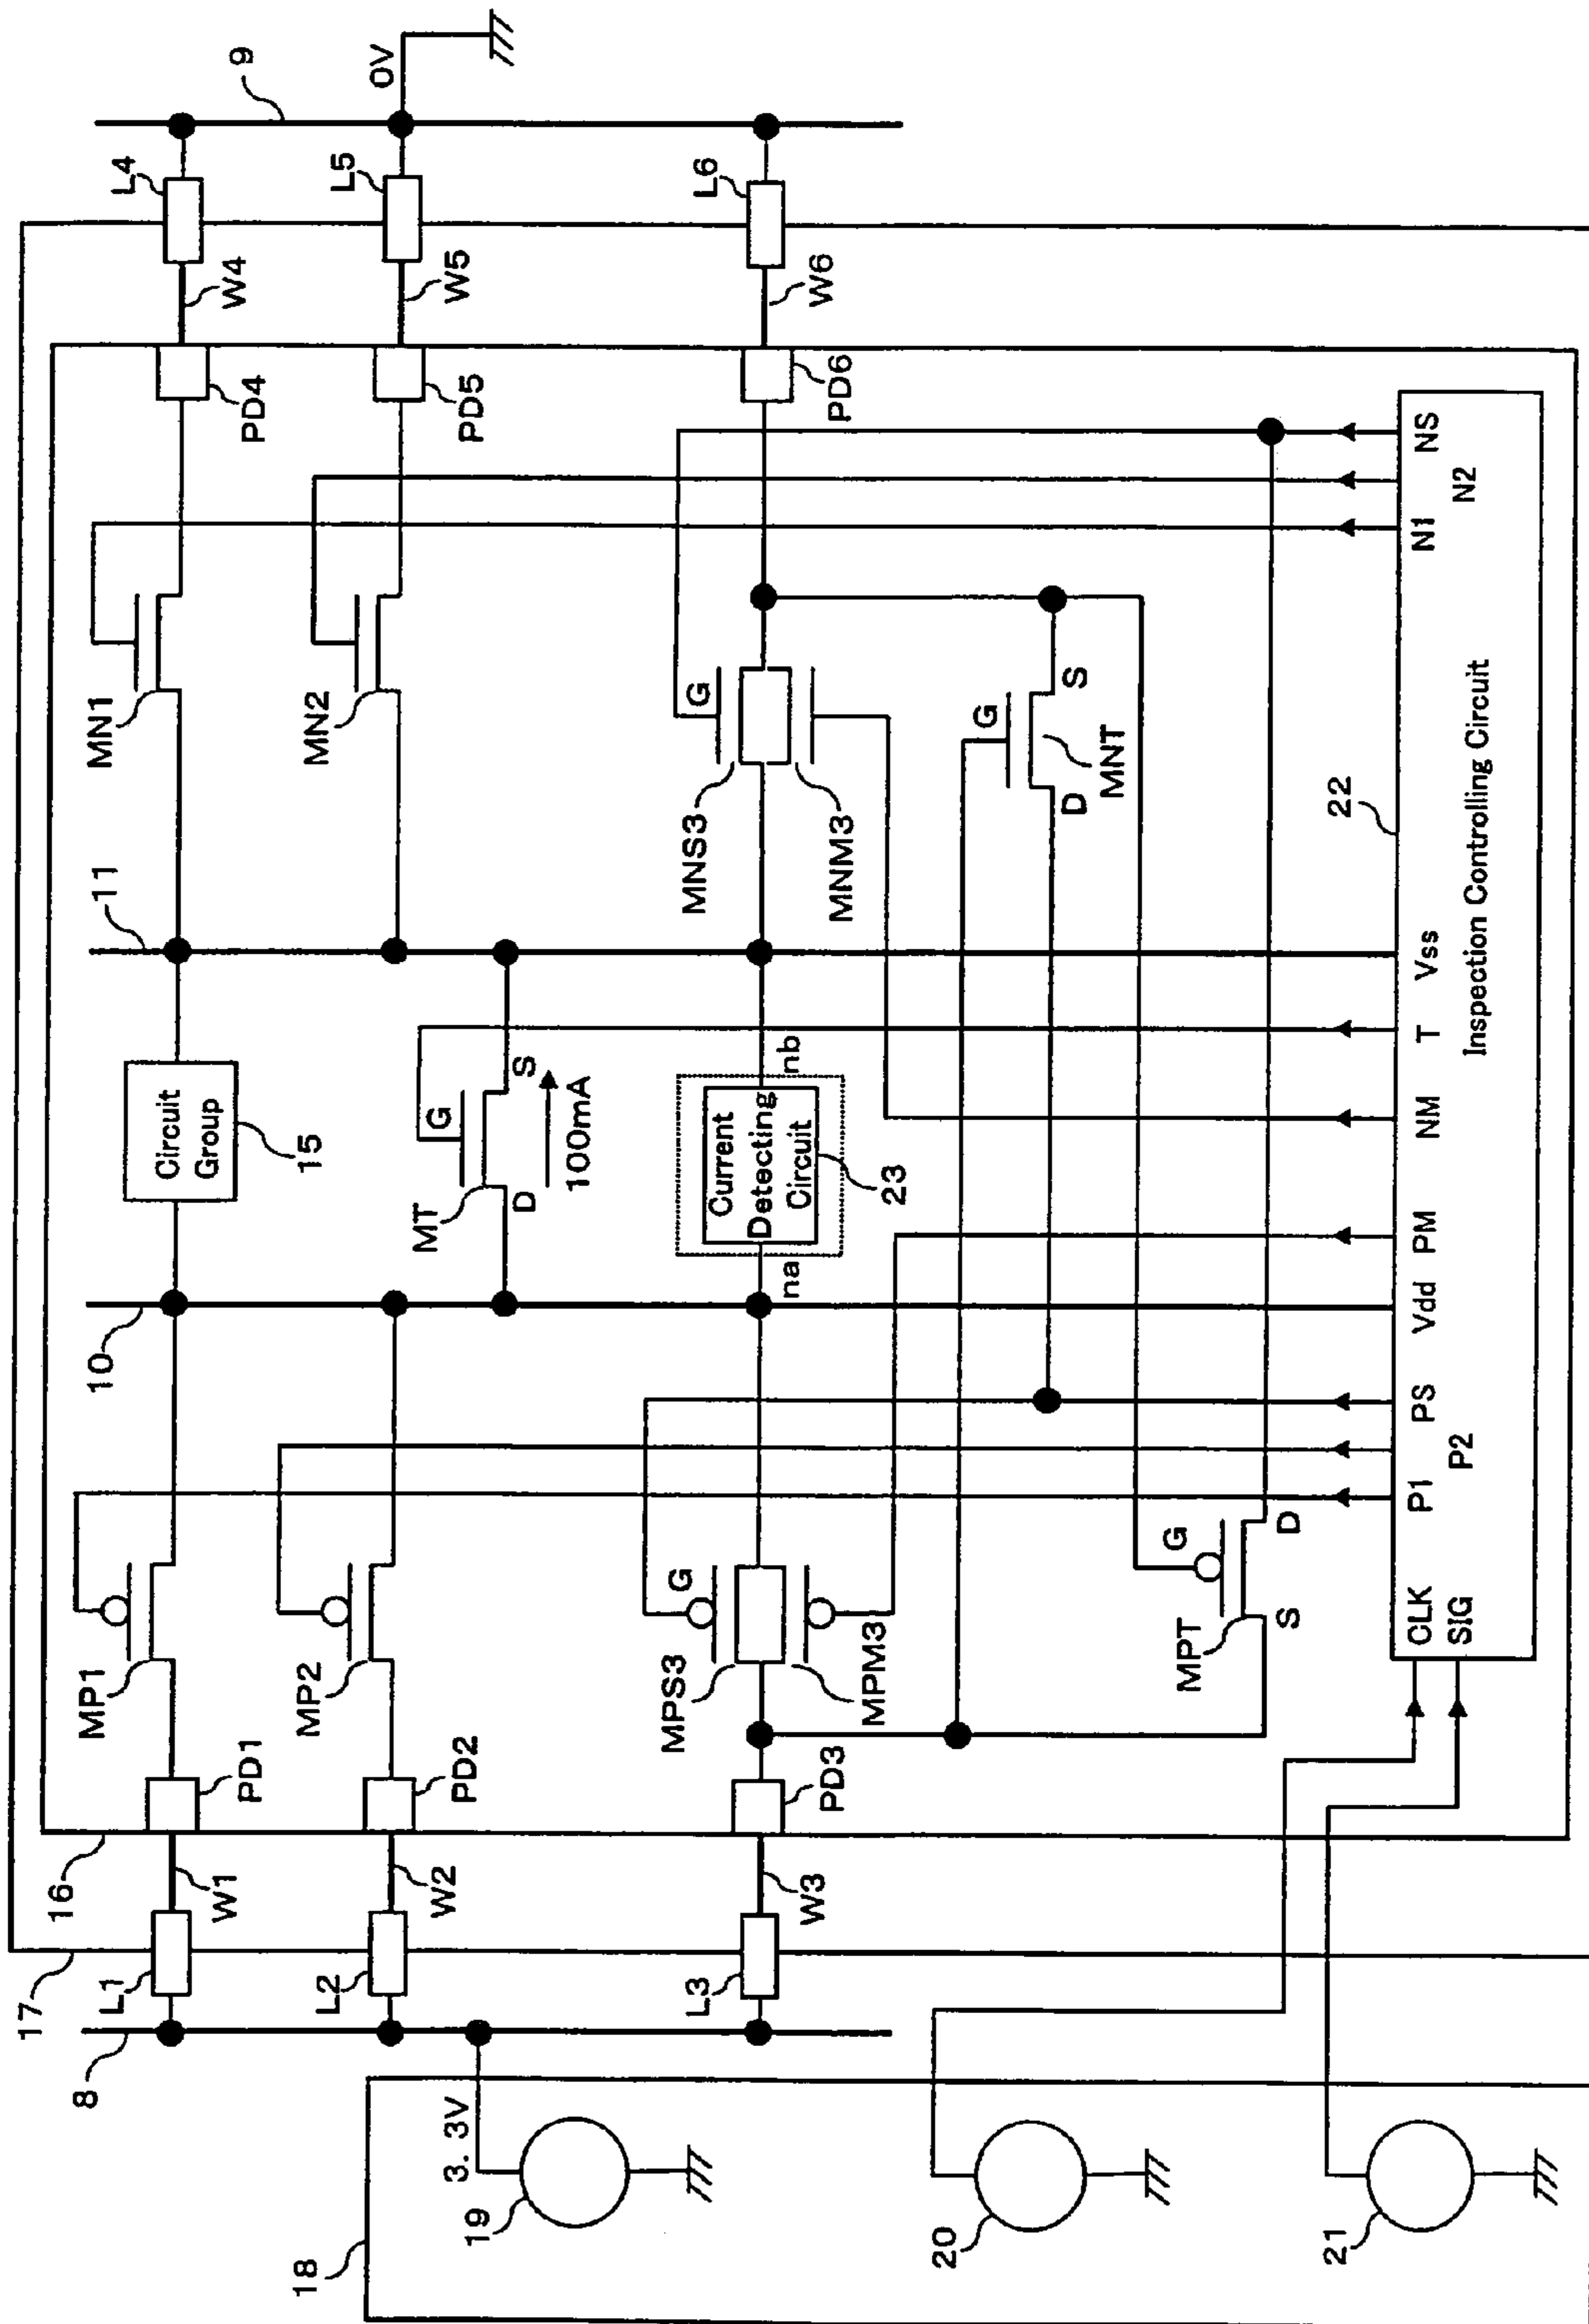 8
17
16
10
11
9
L1
L2
L3
W1
W2
W3
PD1
PD2
PD3
MP1
MP2
MPS3
G
MPM3
Circuit
Group
15
MT
G
D
S
100mA
na
nb
Current
Detecting
Circuit
23
MN1
MN2
MNS3
G
MNM3
G
D
S
MNT
PD4
PD5
PD6
W4
W5
W6
L4
L5
L6
0V
G
S
D
MPT
18
3.3V
19
20
21
22
CLK
SIG
P1
P2
PS
Vdd
PM
NM
T
Vss
N1
N2
NS
Inspection Controlling Circuit